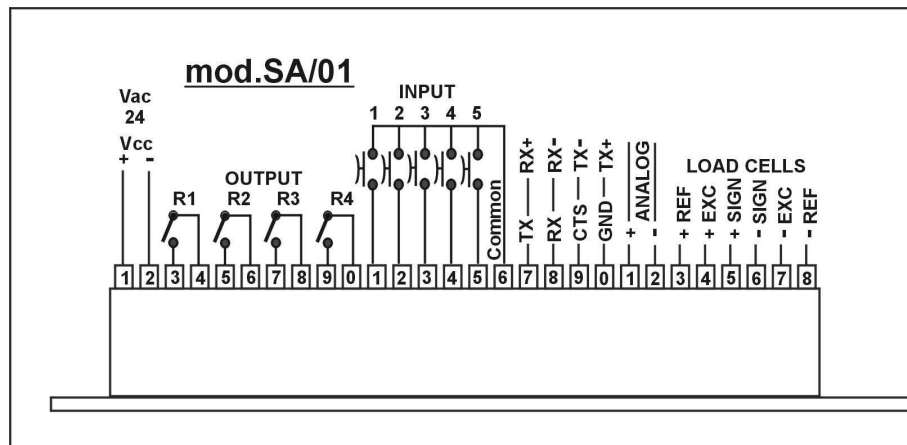 mod.SA/01
Vac
24
Vcc
+ -
OUTPUT
R1 R2 R3 R4
INPUT
1 2 3 4 5
Common
TX RX+
RX RX-
CTS TX-
GND TX+
ANALOG
+ -
LOAD CELLS
+ REF
+ EXC
+ SIGN
- SIGN
- EXC
- REF
1 2 3 4 5 6 7 8 9 0 1 2 3 4 5 6 7 8 9 0 1 2 3 4 5 6 7 8